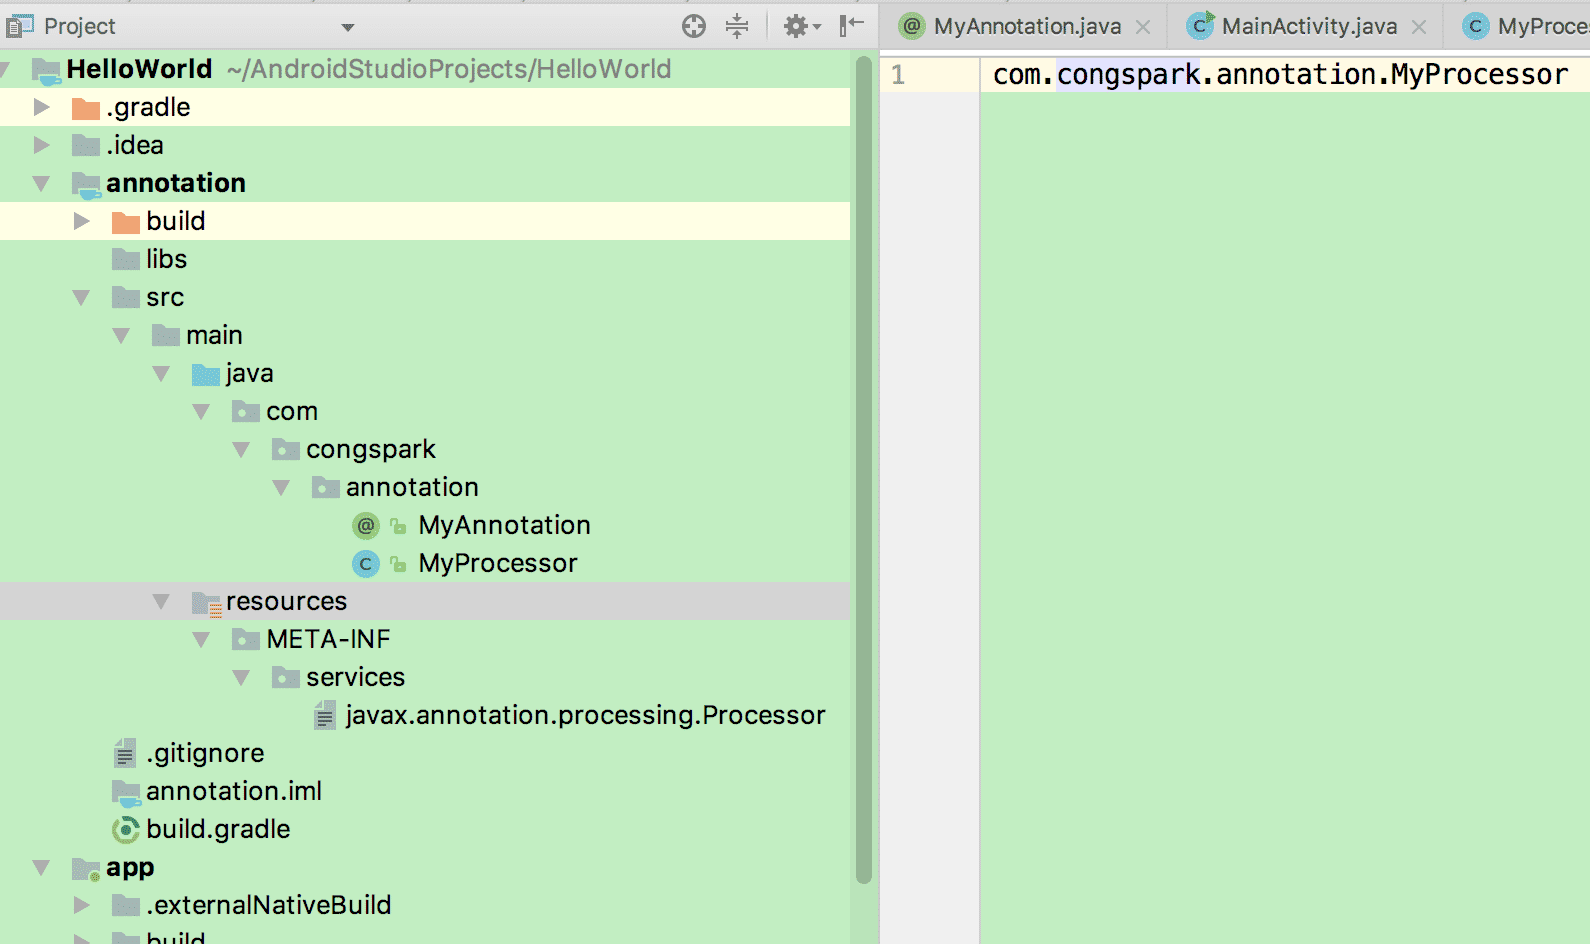 Project
MyAnnotation.java
MainActivity.java
MyProces
HelloWorld ~/AndroidStudioProjects/HelloWorld
.gradle
.idea
annotation
build
libs
src
main
java
com
congspark
annotation
@ MyAnnotation
C MyProcessor
resources
META-INF
services
javax.annotation.processing.Processor
.gitignore
annotation.iml
build.gradle
app
.externalNativeBuild
build
1 com.congspark.annotation.MyProcessor